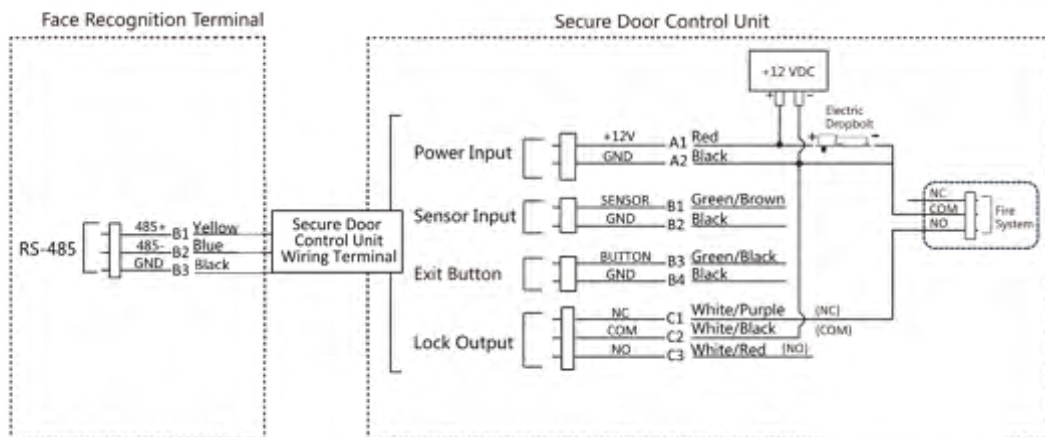 Face Recognition Terminal
Secure Door Control Unit
+12 VDC
+ −
Electric
Dropbolt
+ −
Power Input
+12V A1 Red
GND A2 Black
Sensor Input
SENSOR B1 Green/Brown
GND B2 Black
NC
COM
NO
Fire
System
RS-485
485+ B1 Yellow
485- B2 Blue
GND B3 Black
Secure Door
Control Unit
Wiring Terminal
Exit Button
BUTTON B3 Green/Black
GND B4 Black
Lock Output
NC C1 White/Purple (NC)
COM C2 White/Black (COM)
NO C3 White/Red (NO)